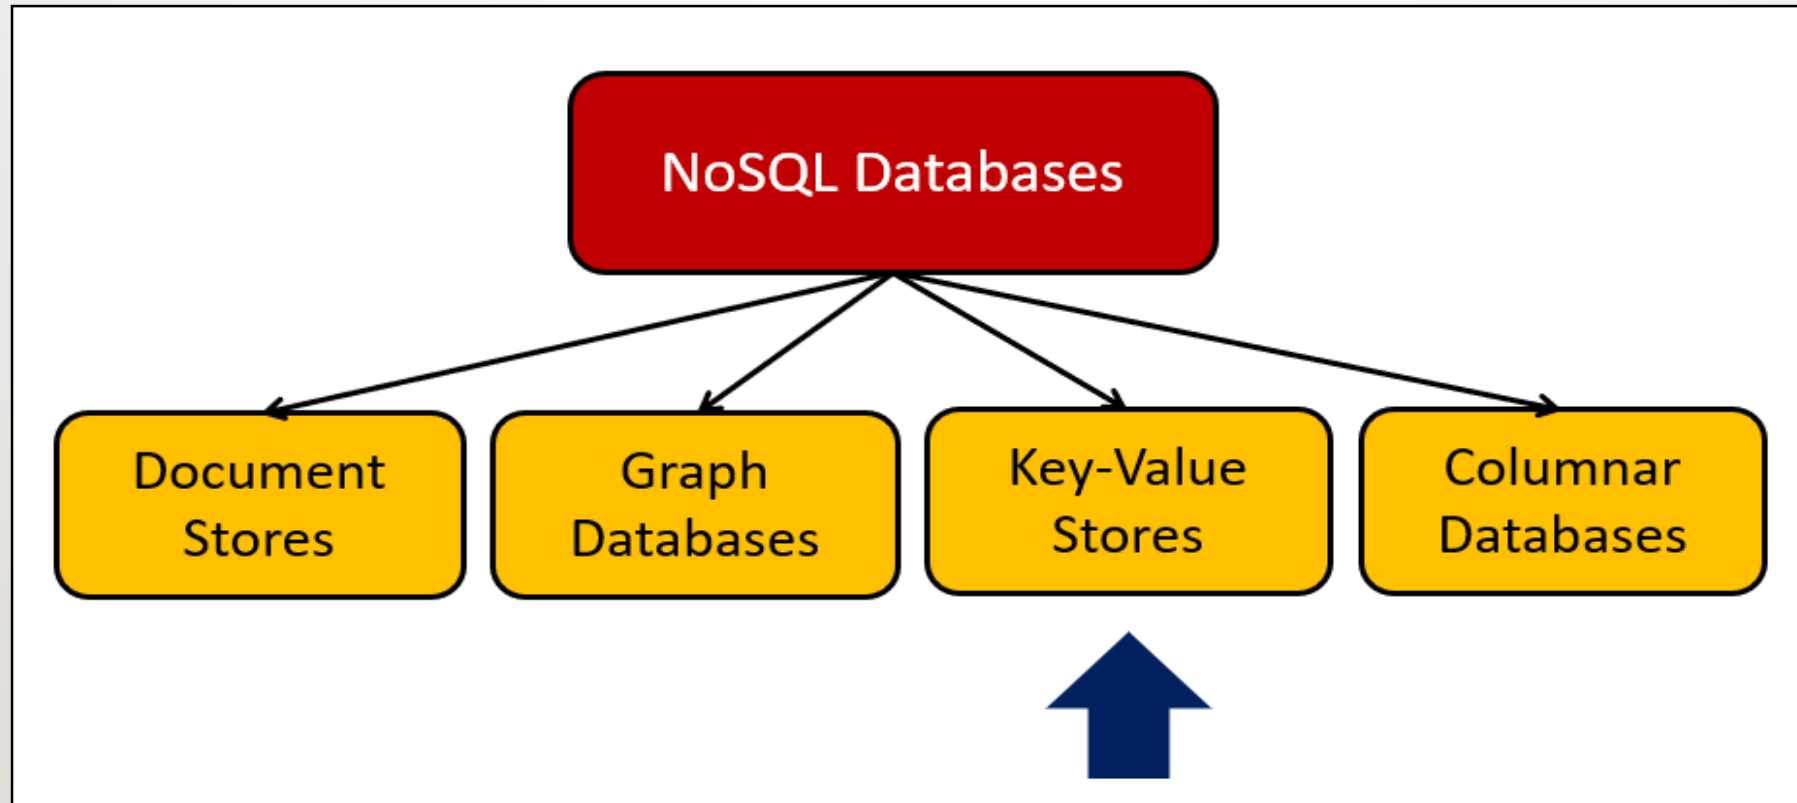 NoSQL Databases
Document
Stores
Graph
Databases
Key-Value
Stores
Columnar
Databases